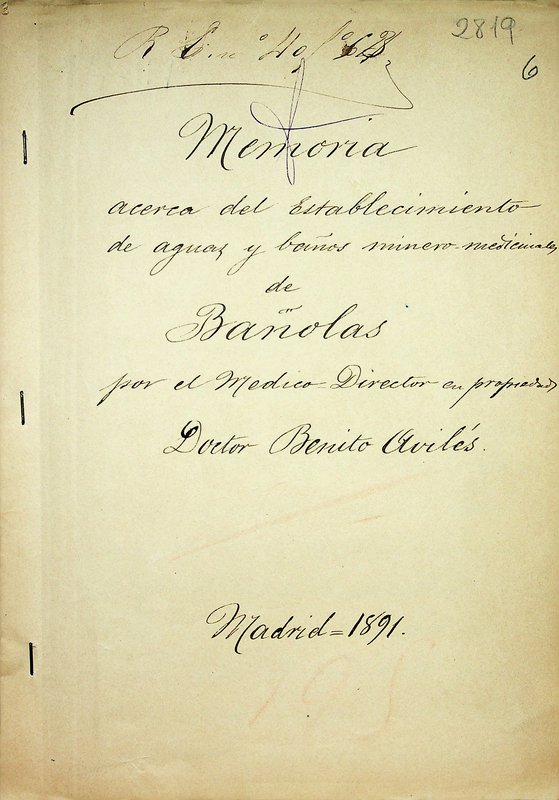 2819
6
Memoria
acerca del Establecimiento
de aguas y baños minero-medicinales
de
Bañolas
por el Medico-Director en propiedad
Doctor Benito Avilés.
Madrid=1891.